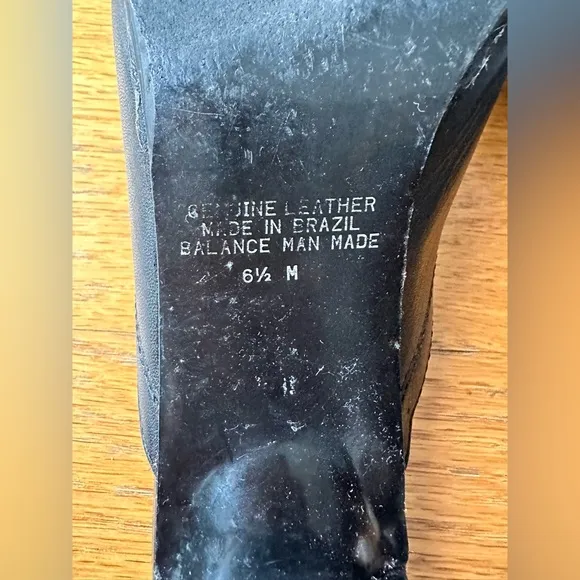 GENUINE LEATHER
MADE IN BRAZIL
BALANCE MAN MADE
6½ M